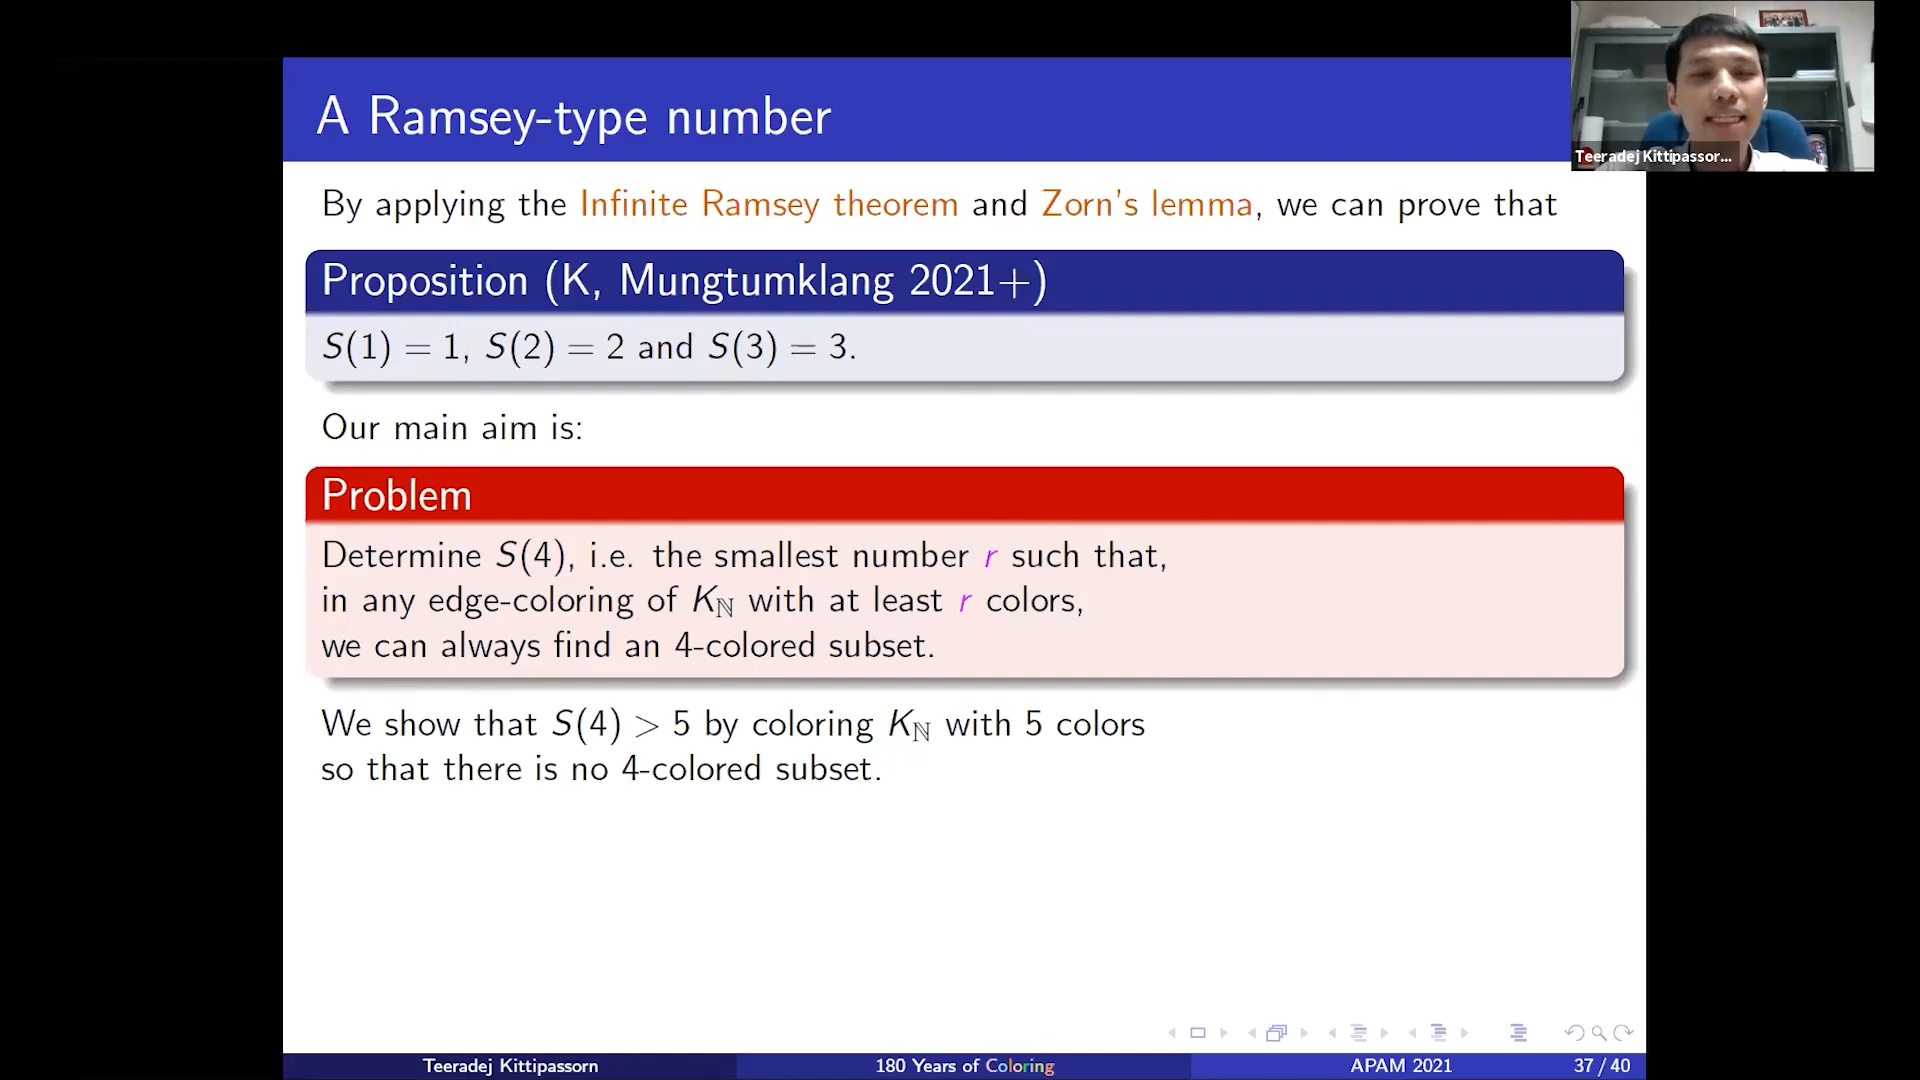 A Ramsey-type number
Teeradej Kittipassor...
By applying the Infinite Ramsey theorem and Zorn's lemma, we can prove that
Proposition (K, Mungtumklang 2021+)
S(1) = 1, S(2) = 2 and S(3) = 3.
Our main aim is:
Problem
Determine S(4), i.e. the smallest number r such that,
in any edge-coloring of K_ℕ with at least r colors,
we can always find an 4-colored subset.
We show that S(4) > 5 by coloring K_ℕ with 5 colors
so that there is no 4-colored subset.
Teeradej Kittipassorn 180 Years of Coloring APAM 2021 37 / 40